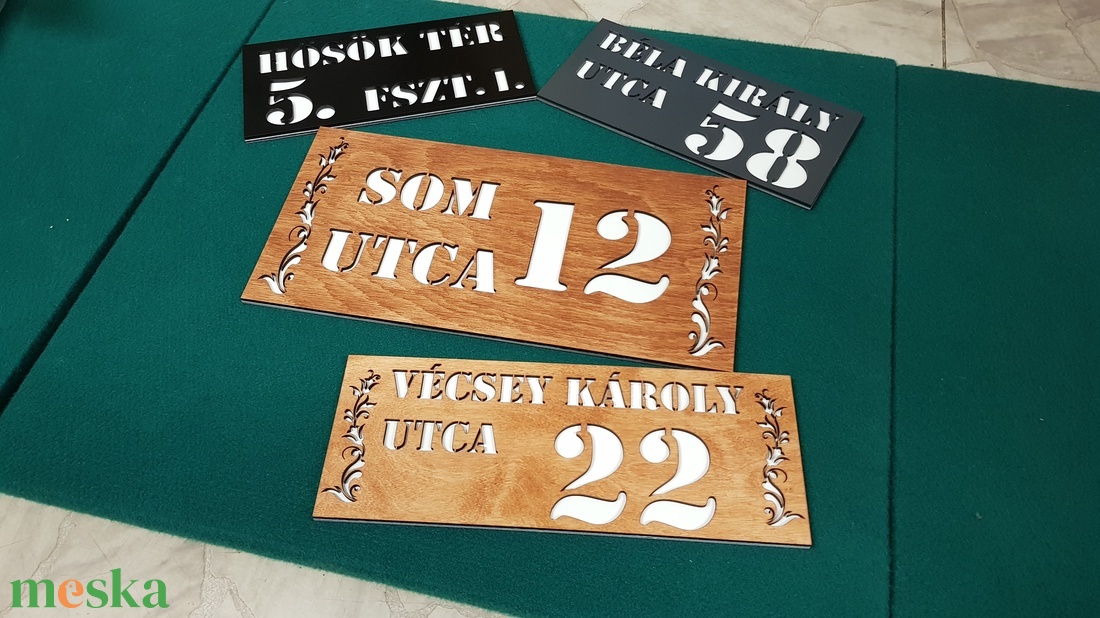 HŐSÖK TÉR
5. FSZT.1.
BÉLA KIRÁLY
UTCA 58
SOM
UTCA 12
VÉCSEY KÁROLY
UTCA 22
meska